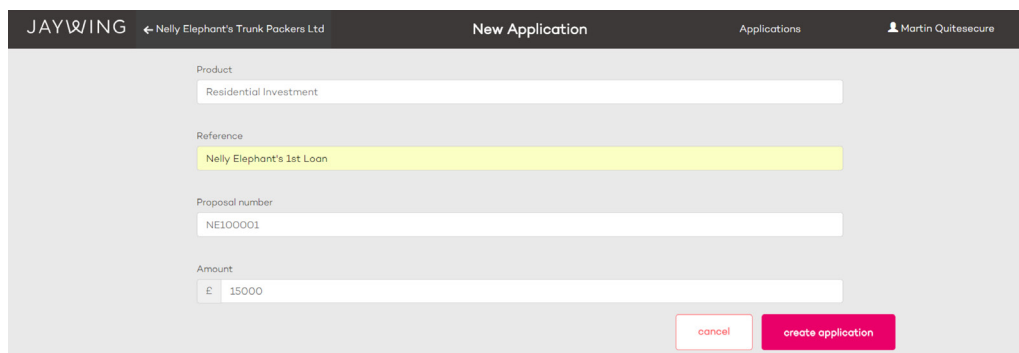 JAYWING ← Nelly Elephant's Trunk Packers Ltd New Application Applications Martin Quitesecure
Product
Residential Investment
Reference
Nelly Elephant's 1st Loan
Proposal number
NE100001
Amount
£ 15000
cancel create application